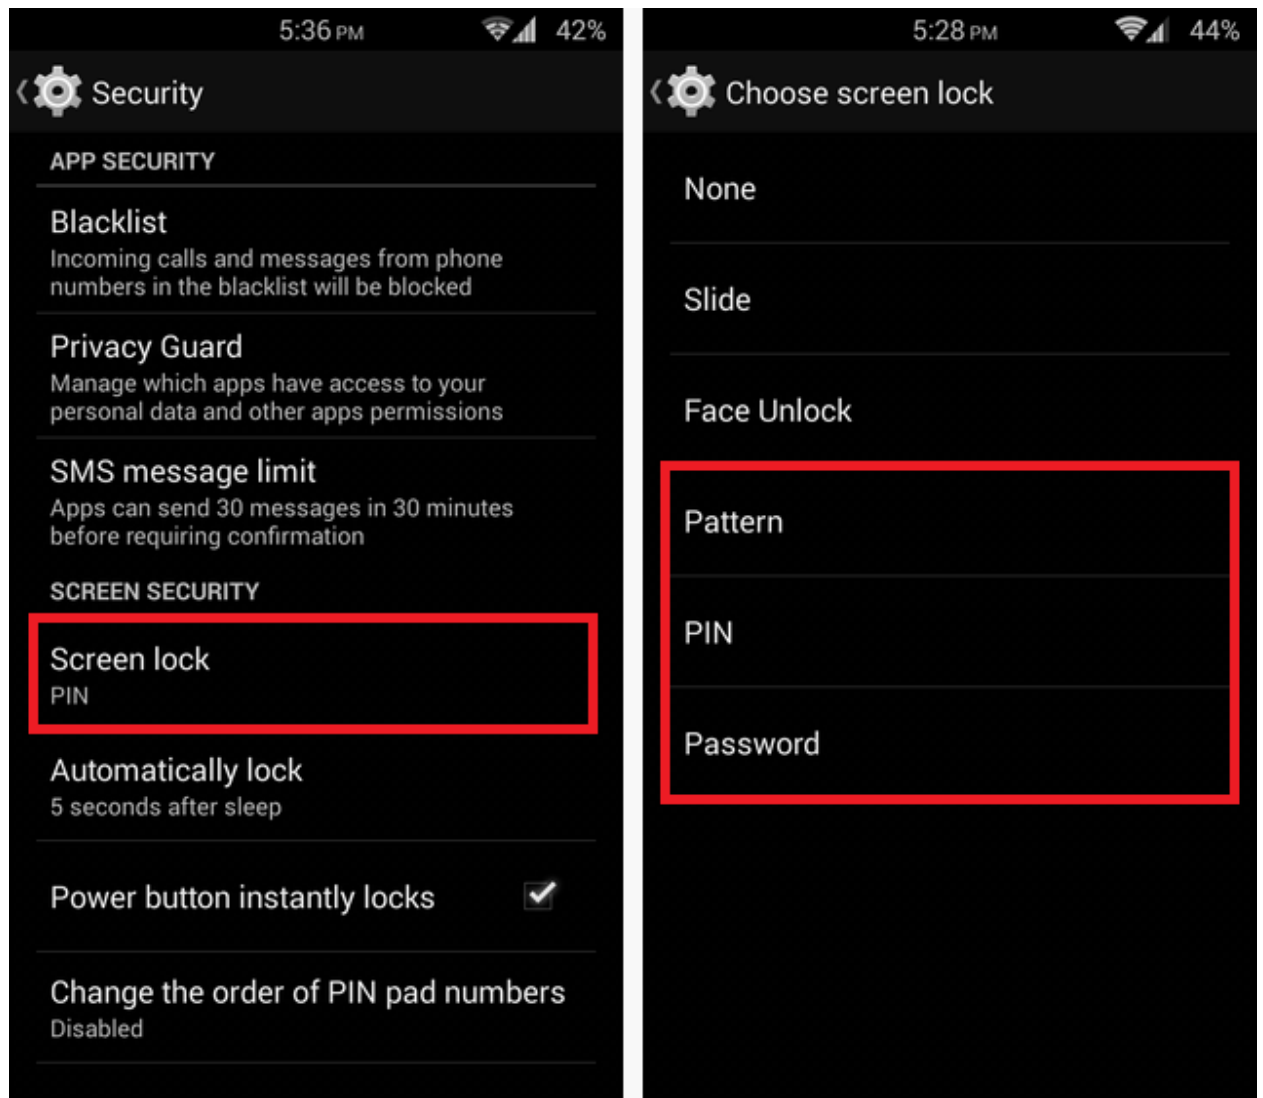 5:36 PM 42%
Security
APP SECURITY
Blacklist
Incoming calls and messages from phone
numbers in the blacklist will be blocked
Privacy Guard
Manage which apps have access to your
personal data and other apps permissions
SMS message limit
Apps can send 30 messages in 30 minutes
before requiring confirmation
SCREEN SECURITY
Screen lock
PIN
Automatically lock
5 seconds after sleep
Power button instantly locks
Change the order of PIN pad numbers
Disabled
5:28 PM 44%
Choose screen lock
None
Slide
Face Unlock
Pattern
PIN
Password